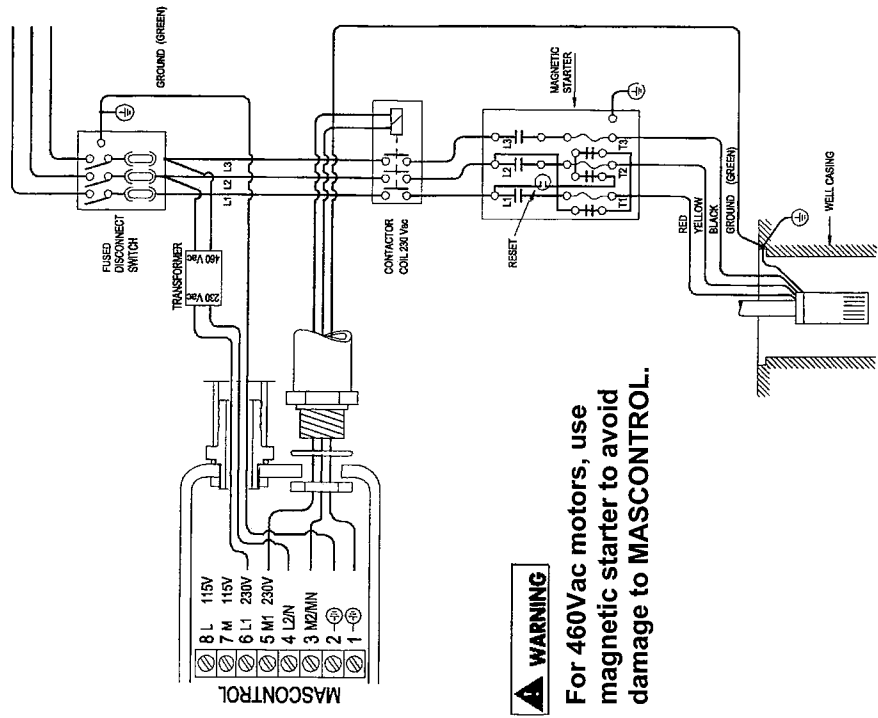 GROUND (GREEN)
FUSED
DISCONNECT
SWITCH
L1 L2 L3
TRANSFORMER
230 Vac 460 Vac
CONTACTOR
COIL 230 Vac
MAGNETIC
STARTER
L1 L2 L3
RESET
T1 T2 T3
RED
YELLOW
BLACK
GROUND (GREEN)
WELL CASING
MASCONTROL
8 L 115V
7 M 115V
6 L1 230V
5 M1 230V
4 L2/N
3 M2/MN
2
1
WARNING
For 460Vac motors, use
magnetic starter to avoid
damage to MASCONTROL.